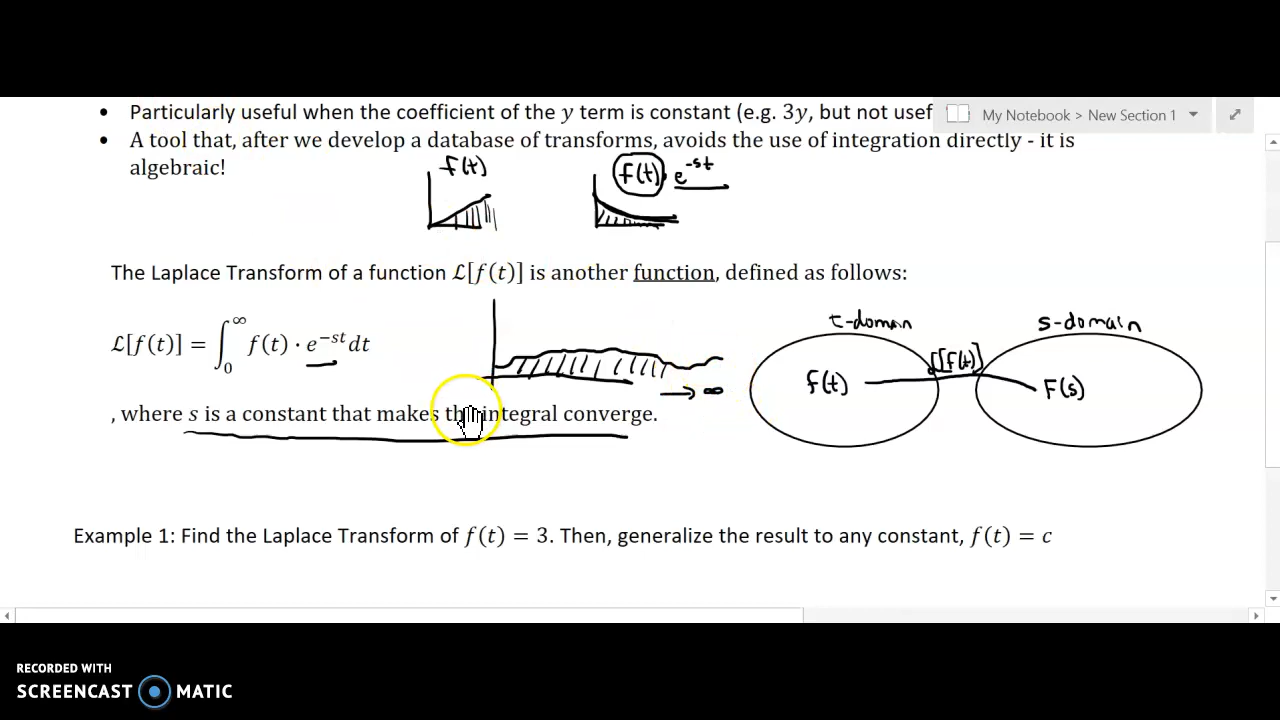 • Particularly useful when the coefficient of the y term is constant (e.g. 3y, but not usef
My Notebook > New Section 1
• A tool that, after we develop a database of transforms, avoids the use of integration directly - it is
algebraic!
f(t)
f(t) · e^{-st}
The Laplace Transform of a function ℒ[f(t)] is another function, defined as follows:
t-domain
s-domain
ℒ[f(t)] = ∫₀^∞ f(t) · e^{-st} dt
ℒ[f(t)]
f(t)
F(s)
→ ∞
, where s is a constant that makes the integral converge.
Example 1: Find the Laplace Transform of f(t) = 3. Then, generalize the result to any constant, f(t) = c
RECORDED WITH
SCREENCAST MATIC